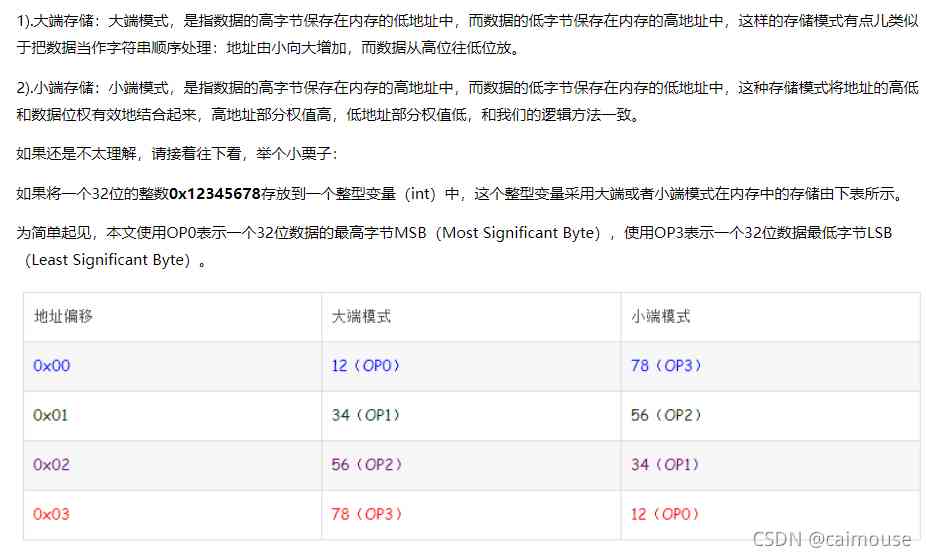 1).大端存储：大端模式，是指数据的高字节保存在内存的低地址中，而数据的低字节保存在内存的高地址中，这样的存储模式有点儿类似
于把数据当作字符串顺序处理：地址由小向大增加，而数据从高位往低位放。
2).小端存储：小端模式，是指数据的高字节保存在内存的高地址中，而数据的低字节保存在内存的低地址中，这种存储模式将地址的高低
和数据位权有效地结合起来，高地址部分权值高，低地址部分权值低，和我们的逻辑方法一致。
如果还是不太理解，请接着往下看，举个小栗子：
如果将一个32位的整数0x12345678存放到一个整型变量（int）中，这个整型变量采用大端或者小端模式在内存中的存储由下表所示。
为简单起见，本文使用OP0表示一个32位数据的最高字节MSB（Most Significant Byte），使用OP3表示一个32位数据最低字节LSB
（Least Significant Byte）。
地址偏移 大端模式 小端模式
0x00 12（OP0） 78（OP3）
0x01 34（OP1） 56（OP2）
0x02 56（OP2） 34（OP1）
0x03 78（OP3） 12（OP0）
CSDN @caimouse